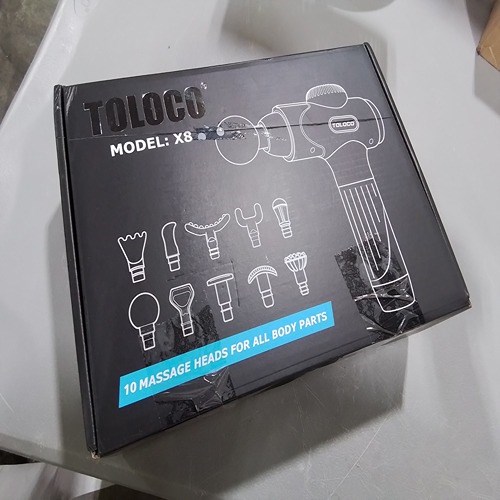 TOLOCO
MODEL: X8
TOLOCO
10 MASSAGE HEADS FOR ALL BODY PARTS